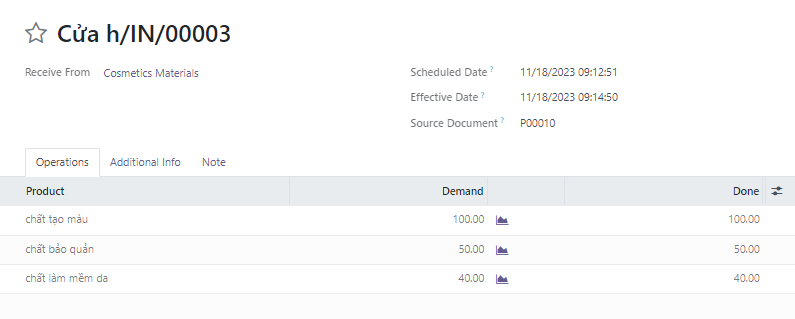 Cửa h/IN/00003
Receive From Cosmetics Materials
Scheduled Date ? 11/18/2023 09:12:51
Effective Date ? 11/18/2023 09:14:50
Source Document ? P00010
Operations Additional Info Note
Product Demand Done
chất tạo màu 100.00 100.00
chất bảo quản 50.00 50.00
chất làm mềm da 40.00 40.00